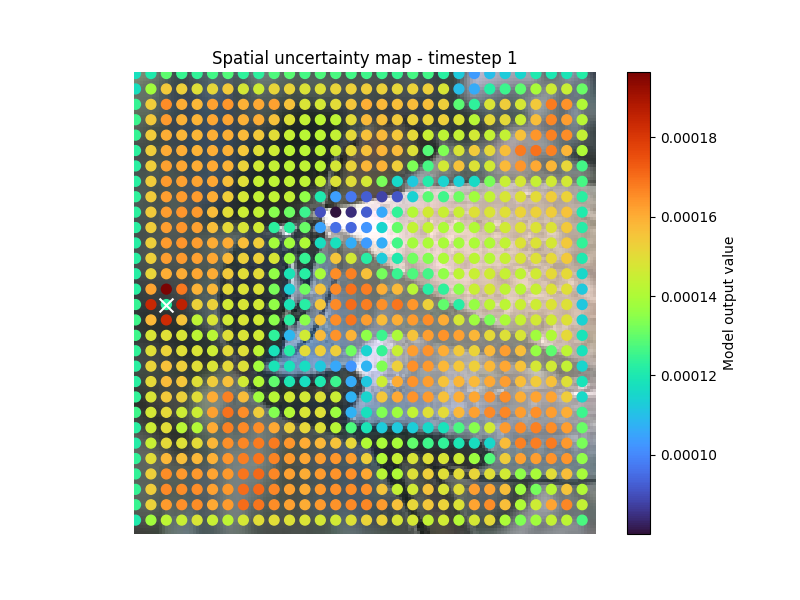 Spatial uncertainty map - timestep 1
0.00018
0.00016
0.00014
0.00012
0.00010
Model output value